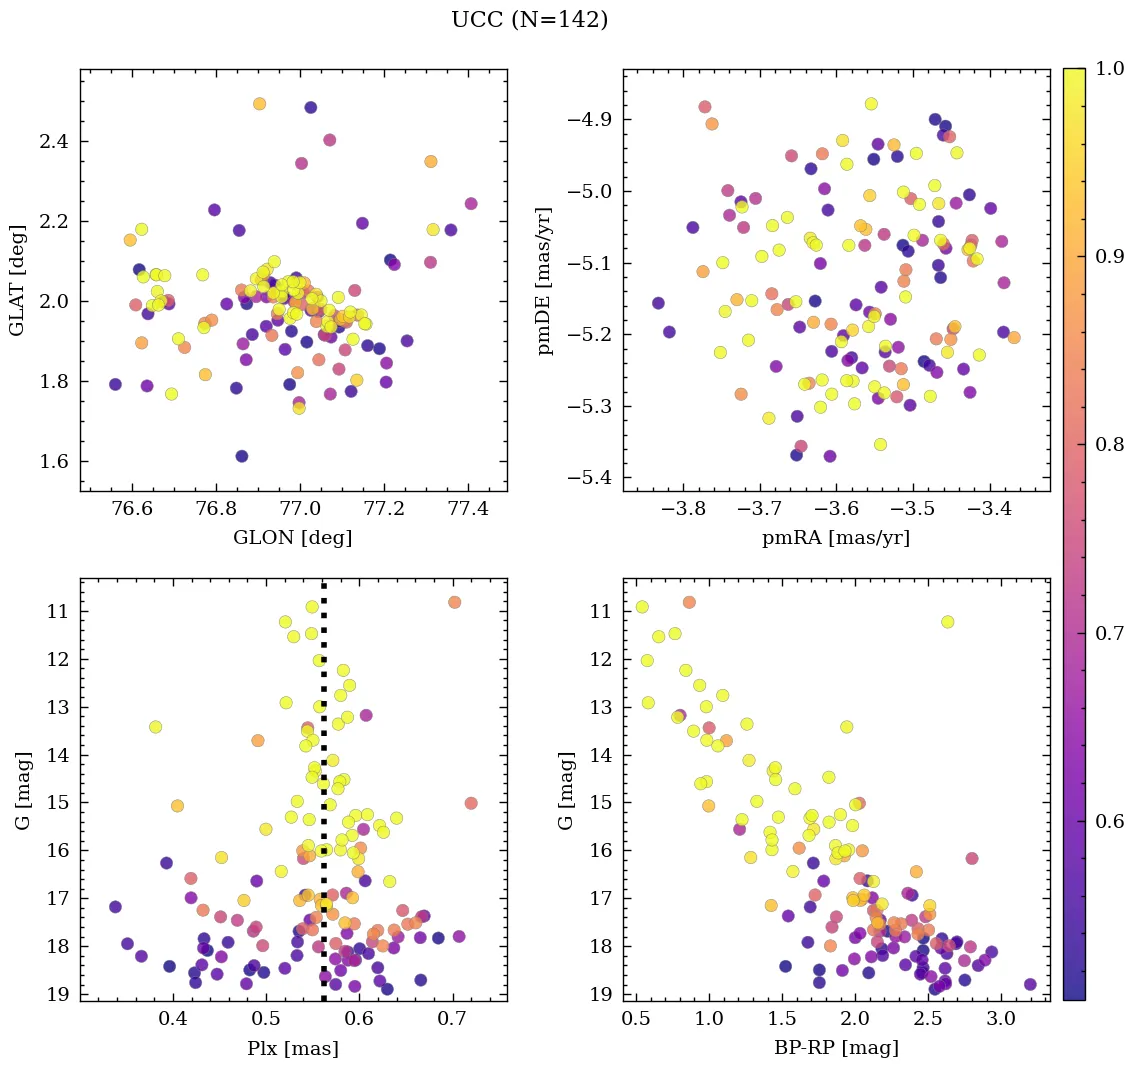 UCC (N=142)
2.4
2.2
2.0
1.8
1.6
GLAT [deg]
76.6 76.8 77.0 77.2 77.4
GLON [deg]
−4.9
−5.0
−5.1
−5.2
−5.3
−5.4
pmDE [mas/yr]
−3.8 −3.7 −3.6 −3.5 −3.4
pmRA [mas/yr]
1.0
0.9
0.8
0.7
0.6
11
12
13
14
15
16
17
18
19
G [mag]
0.4 0.5 0.6 0.7
Plx [mas]
11
12
13
14
15
16
17
18
19
G [mag]
0.5 1.0 1.5 2.0 2.5 3.0
BP-RP [mag]